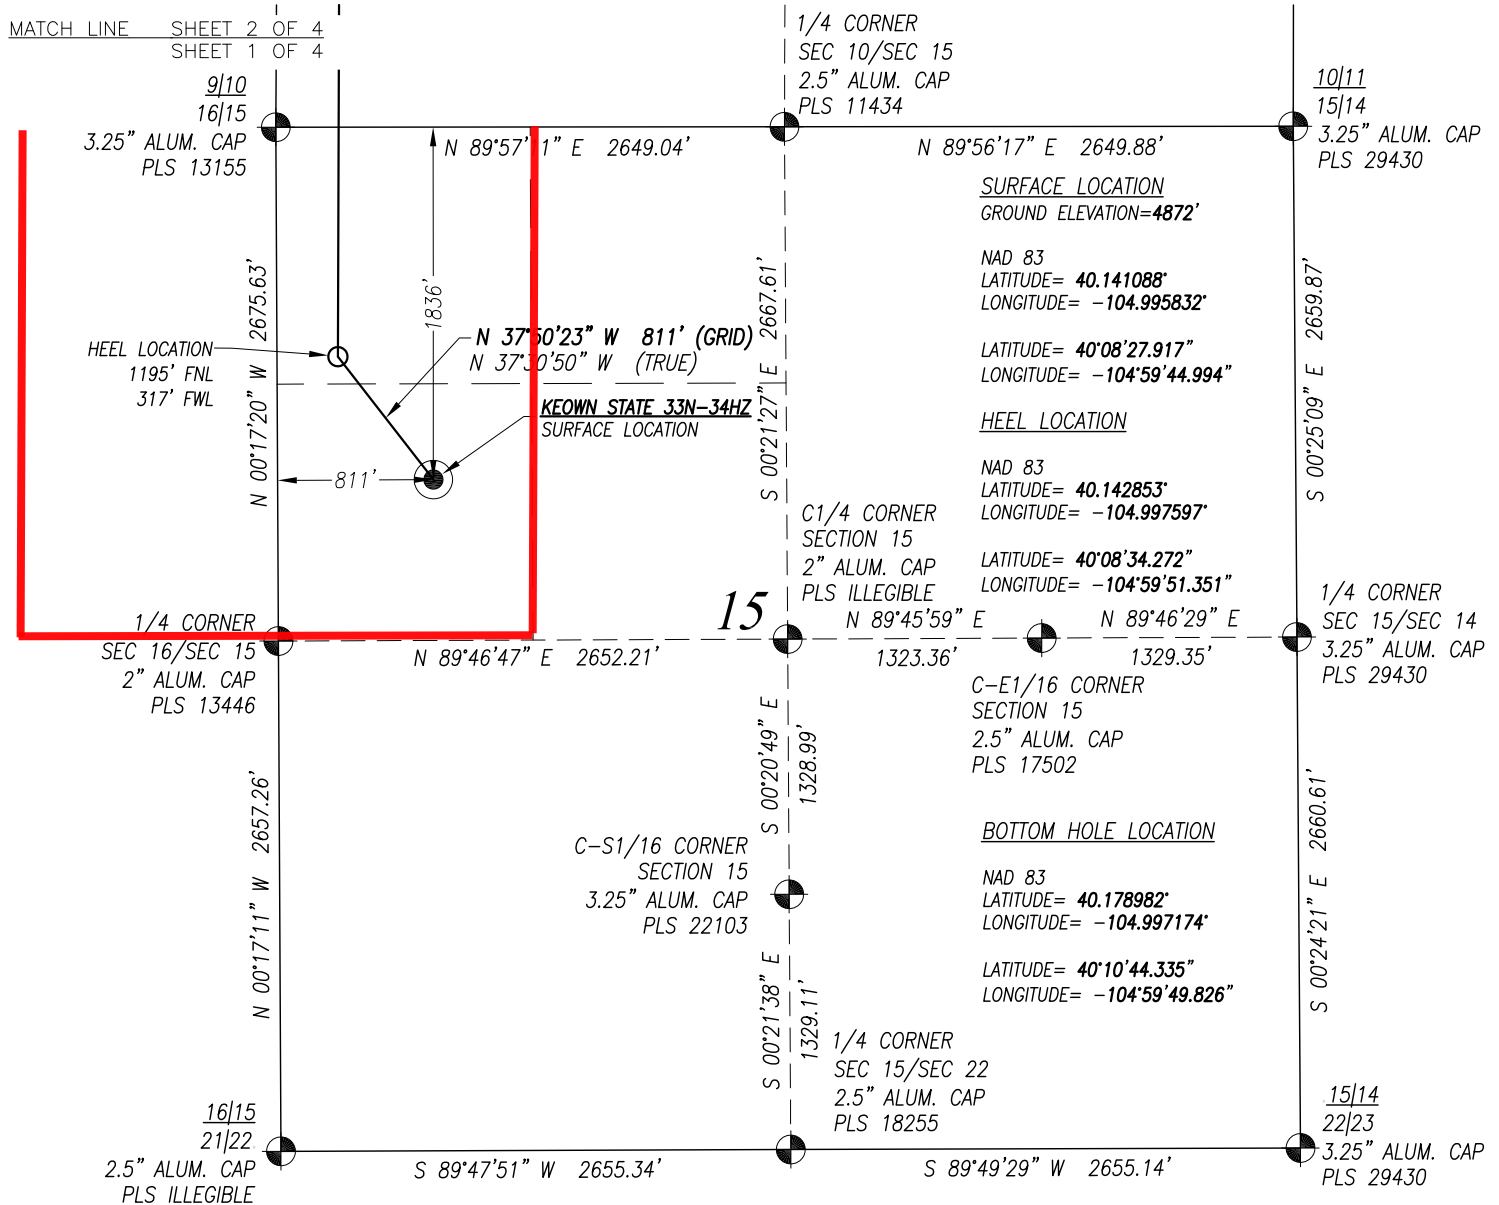 MATCH LINE SHEET 2 OF 4
SHEET 1 OF 4
9|10
16|15
3.25" ALUM. CAP
PLS 13155
1/4 CORNER
SEC 10/SEC 15
2.5" ALUM. CAP
PLS 11434
10|11
15|14
3.25" ALUM. CAP
PLS 29430
N 89°57' 1" E 2649.04'
N 89°56'17" E 2649.88'
SURFACE LOCATION
GROUND ELEVATION=4872'
NAD 83
LATITUDE= 40.141088°
LONGITUDE= -104.995832°
LATITUDE= 40°08'27.917"
LONGITUDE= -104°59'44.994"
HEEL LOCATION
NAD 83
LATITUDE= 40.142853°
LONGITUDE= -104.997597°
LATITUDE= 40°08'34.272"
LONGITUDE= -104°59'51.351"
N 00°17'20" W 2675.63'
1836'
S 00°21'27" E 2667.61'
S 00°25'09" E 2659.87'
HEEL LOCATION
1195' FNL
317' FWL
N 37°50'23" W 811' (GRID)
N 37°30'50" W (TRUE)
KEOWN STATE 33N-34HZ
SURFACE LOCATION
811'
C1/4 CORNER
SECTION 15
2" ALUM. CAP
PLS ILLEGIBLE
15
1/4 CORNER
SEC 16/SEC 15
2" ALUM. CAP
PLS 13446
N 89°46'47" E 2652.21'
N 89°45'59" E
1323.36'
N 89°46'29" E
1329.35'
1/4 CORNER
SEC 15/SEC 14
3.25" ALUM. CAP
PLS 29430
C-E1/16 CORNER
SECTION 15
2.5" ALUM. CAP
PLS 17502
N 00°17'11" W 2657.26'
S 00°20'49" E
1328.99'
S 00°24'21" E 2660.61'
C-S1/16 CORNER
SECTION 15
3.25" ALUM. CAP
PLS 22103
BOTTOM HOLE LOCATION
NAD 83
LATITUDE= 40.178982°
LONGITUDE= -104.997174°
LATITUDE= 40°10'44.335"
LONGITUDE= -104°59'49.826"
S 00°21'38" E
1329.11'
1/4 CORNER
SEC 15/SEC 22
2.5" ALUM. CAP
PLS 18255
16|15
21|22
2.5" ALUM. CAP
PLS ILLEGIBLE
S 89°47'51" W 2655.34'
S 89°49'29" W 2655.14'
15|14
22|23
3.25" ALUM. CAP
PLS 29430